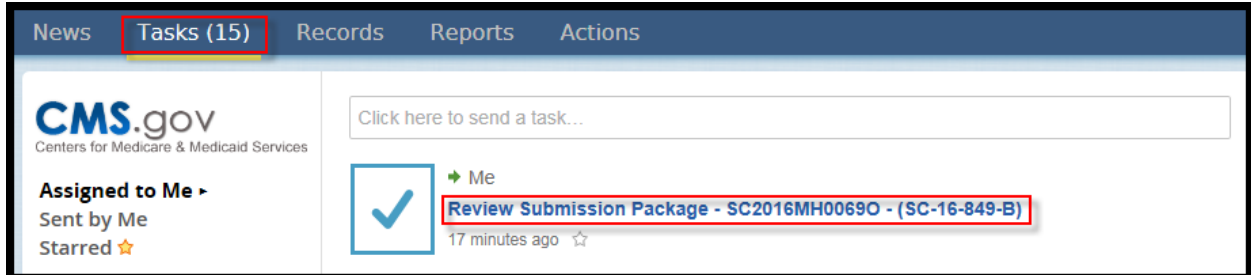 News Tasks (15) Records Reports Actions
CMS.gov
Centers for Medicare & Medicaid Services
Assigned to Me
Sent by Me
Starred
Click here to send a task...
Me
Review Submission Package - SC2016MH0069O - (SC-16-849-B)
17 minutes ago